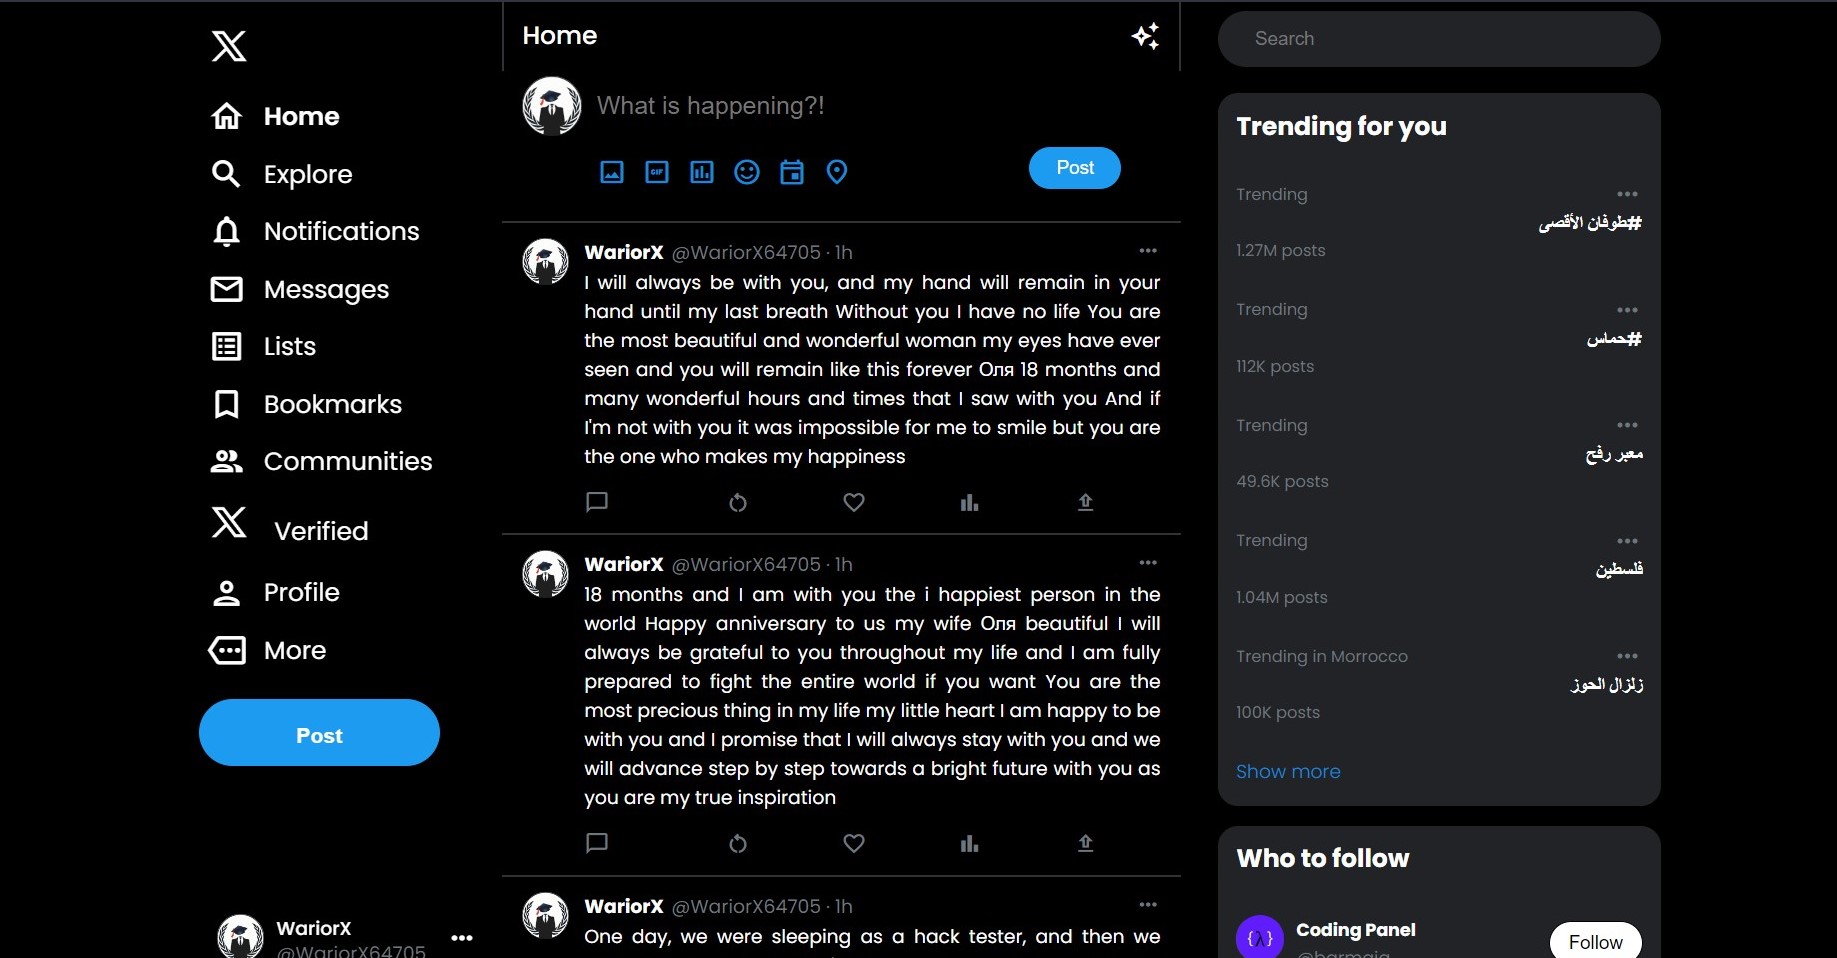 Home
Explore
Notifications
Messages
Lists
Bookmarks
Communities
Verified
Profile
More
Post
WariorX
@WariorX64705
Home
What is happening?!
GIF
Post
WariorX @WariorX64705 · 1h
I will always be with you, and my hand will remain in your
hand until my last breath Without you I have no life You are
the most beautiful and wonderful woman my eyes have ever
seen and you will remain like this forever Оля 18 months and
many wonderful hours and times that I saw with you And if
I'm not with you it was impossible for me to smile but you are
the one who makes my happiness
WariorX @WariorX64705 · 1h
18 months and I am with you the i happiest person in the
world Happy anniversary to us my wife Оля beautiful I will
always be grateful to you throughout my life and I am fully
prepared to fight the entire world if you want You are the
most precious thing in my life my little heart I am happy to be
with you and I promise that I will always stay with you and we
will advance step by step towards a bright future with you as
you are my true inspiration
WariorX @WariorX64705 · 1h
One day, we were sleeping as a hack tester, and then we
Search
Trending for you
Trending
#طوفان الأقصى
1.27M posts
Trending
#حماس
112K posts
Trending
معبر رفح
49.6K posts
Trending
فلسطين
1.04M posts
Trending in Morrocco
زلزال الحوز
100K posts
Show more
Who to follow
{λ}
Coding Panel
Follow